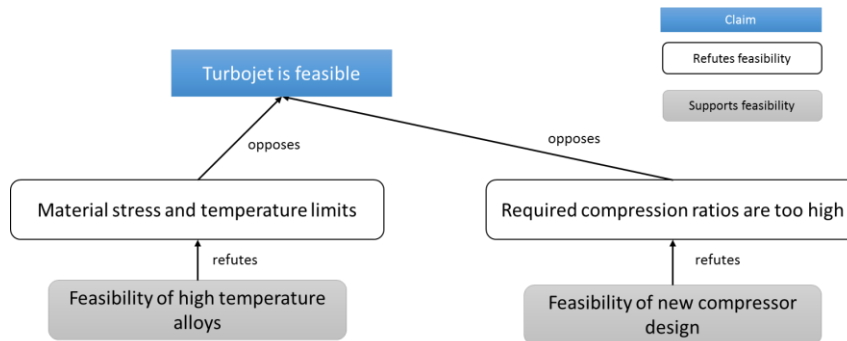 Claim
Turbojet is feasible
Refutes feasibility
Supports feasibility
opposes
opposes
Material stress and temperature limits
Required compression ratios are too high
refutes
refutes
Feasibility of high temperature
alloys
Feasibility of new compressor
design